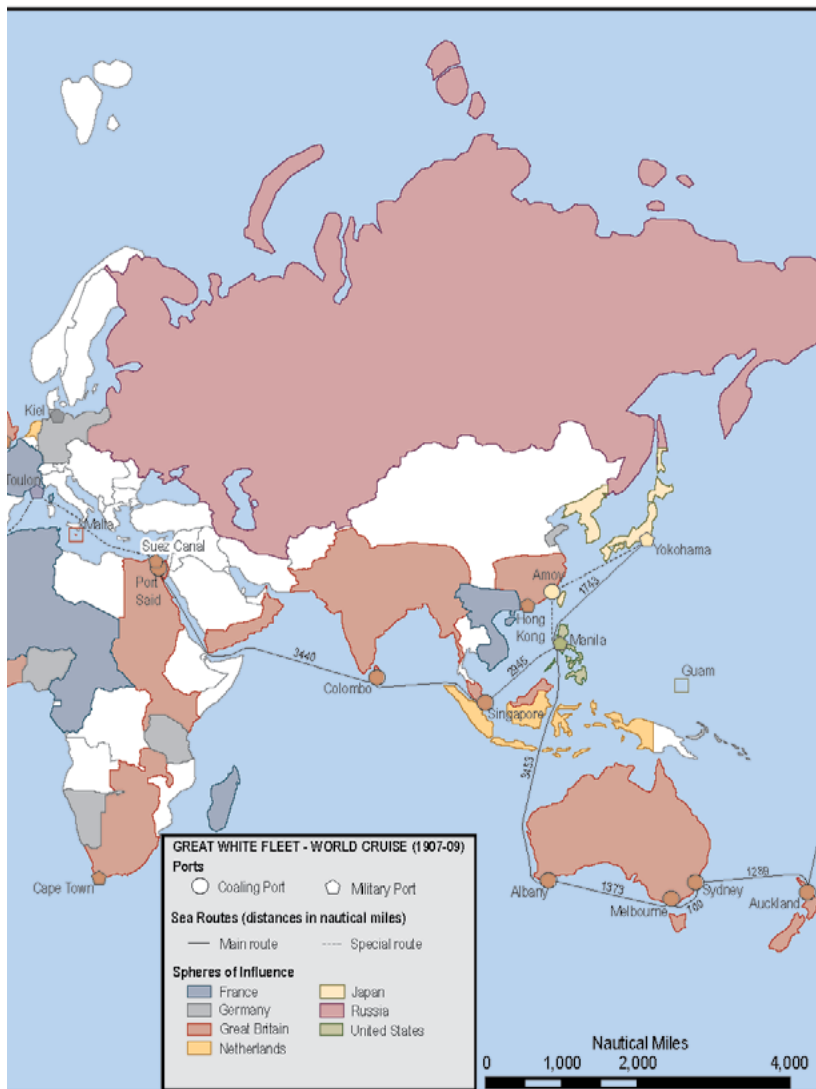 Kiel
Toulon
Malta
Suez Canal
Port
Said
Yokohama
Amoy
1743
Hong
Kong
Manila
2945
Guam
3440
Colombo
Singapore
3453
Cape Town
Albany
1373
Melbourne
700
Sydney
1289
Auckland
GREAT WHITE FLEET - WORLD CRUISE (1907-09)
Ports
Coaling Port
Military Port
Sea Routes (distances in nautical miles)
Main route
Special route
Spheres of Influence
France
Japan
Germany
Russia
Great Britain
United States
Netherlands
Nautical Miles
0 1,000 2,000 4,000